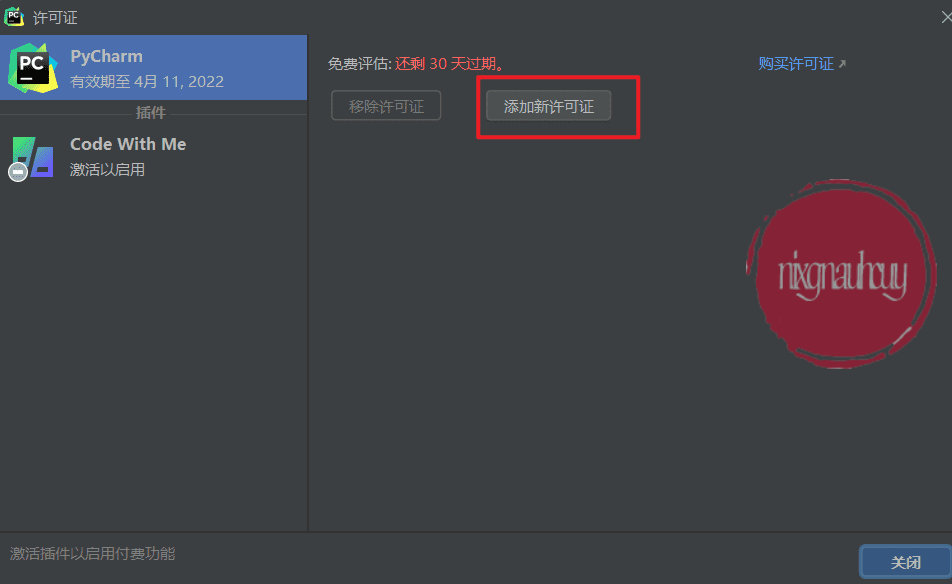 许可证
PC
PyCharm
有效期至 4月 11, 2022
插件
Code With Me
激活以启用
免费评估: 还剩 30 天过期。
购买许可证
移除许可证
添加新许可证
nixgnauhcuy
激活插件以启用付费功能
关闭